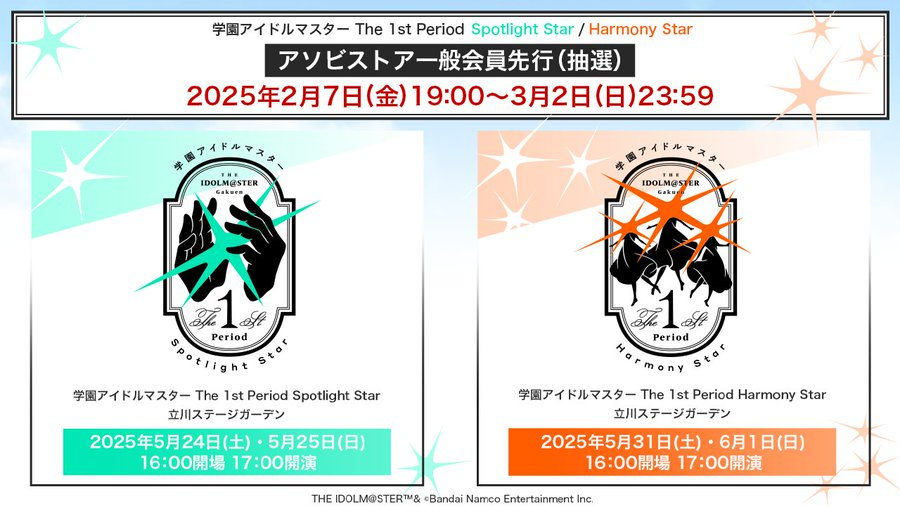 学園アイドルマスター The 1st Period Spotlight Star / Harmony Star
アソビストア一般会員先行(抽選)
2025年2月7日(金)19:00～3月2日(日)23:59
学園アイドルマスター
THE
IDOLM@STER
Gakuen
The 1 St
Period
Spotlight Star
学園アイドルマスター The 1st Period Spotlight Star
立川ステージガーデン
2025年5月24日(土)・5月25日(日)
16:00開場 17:00開演
学園アイドルマスター
THE
IDOLM@STER
Gakuen
The 1 St
Period
Harmony Star
学園アイドルマスター The 1st Period Harmony Star
立川ステージガーデン
2025年5月31日(土)・6月1日(日)
16:00開場 17:00開演
THE IDOLM@STER™& ©Bandai Namco Entertainment Inc.